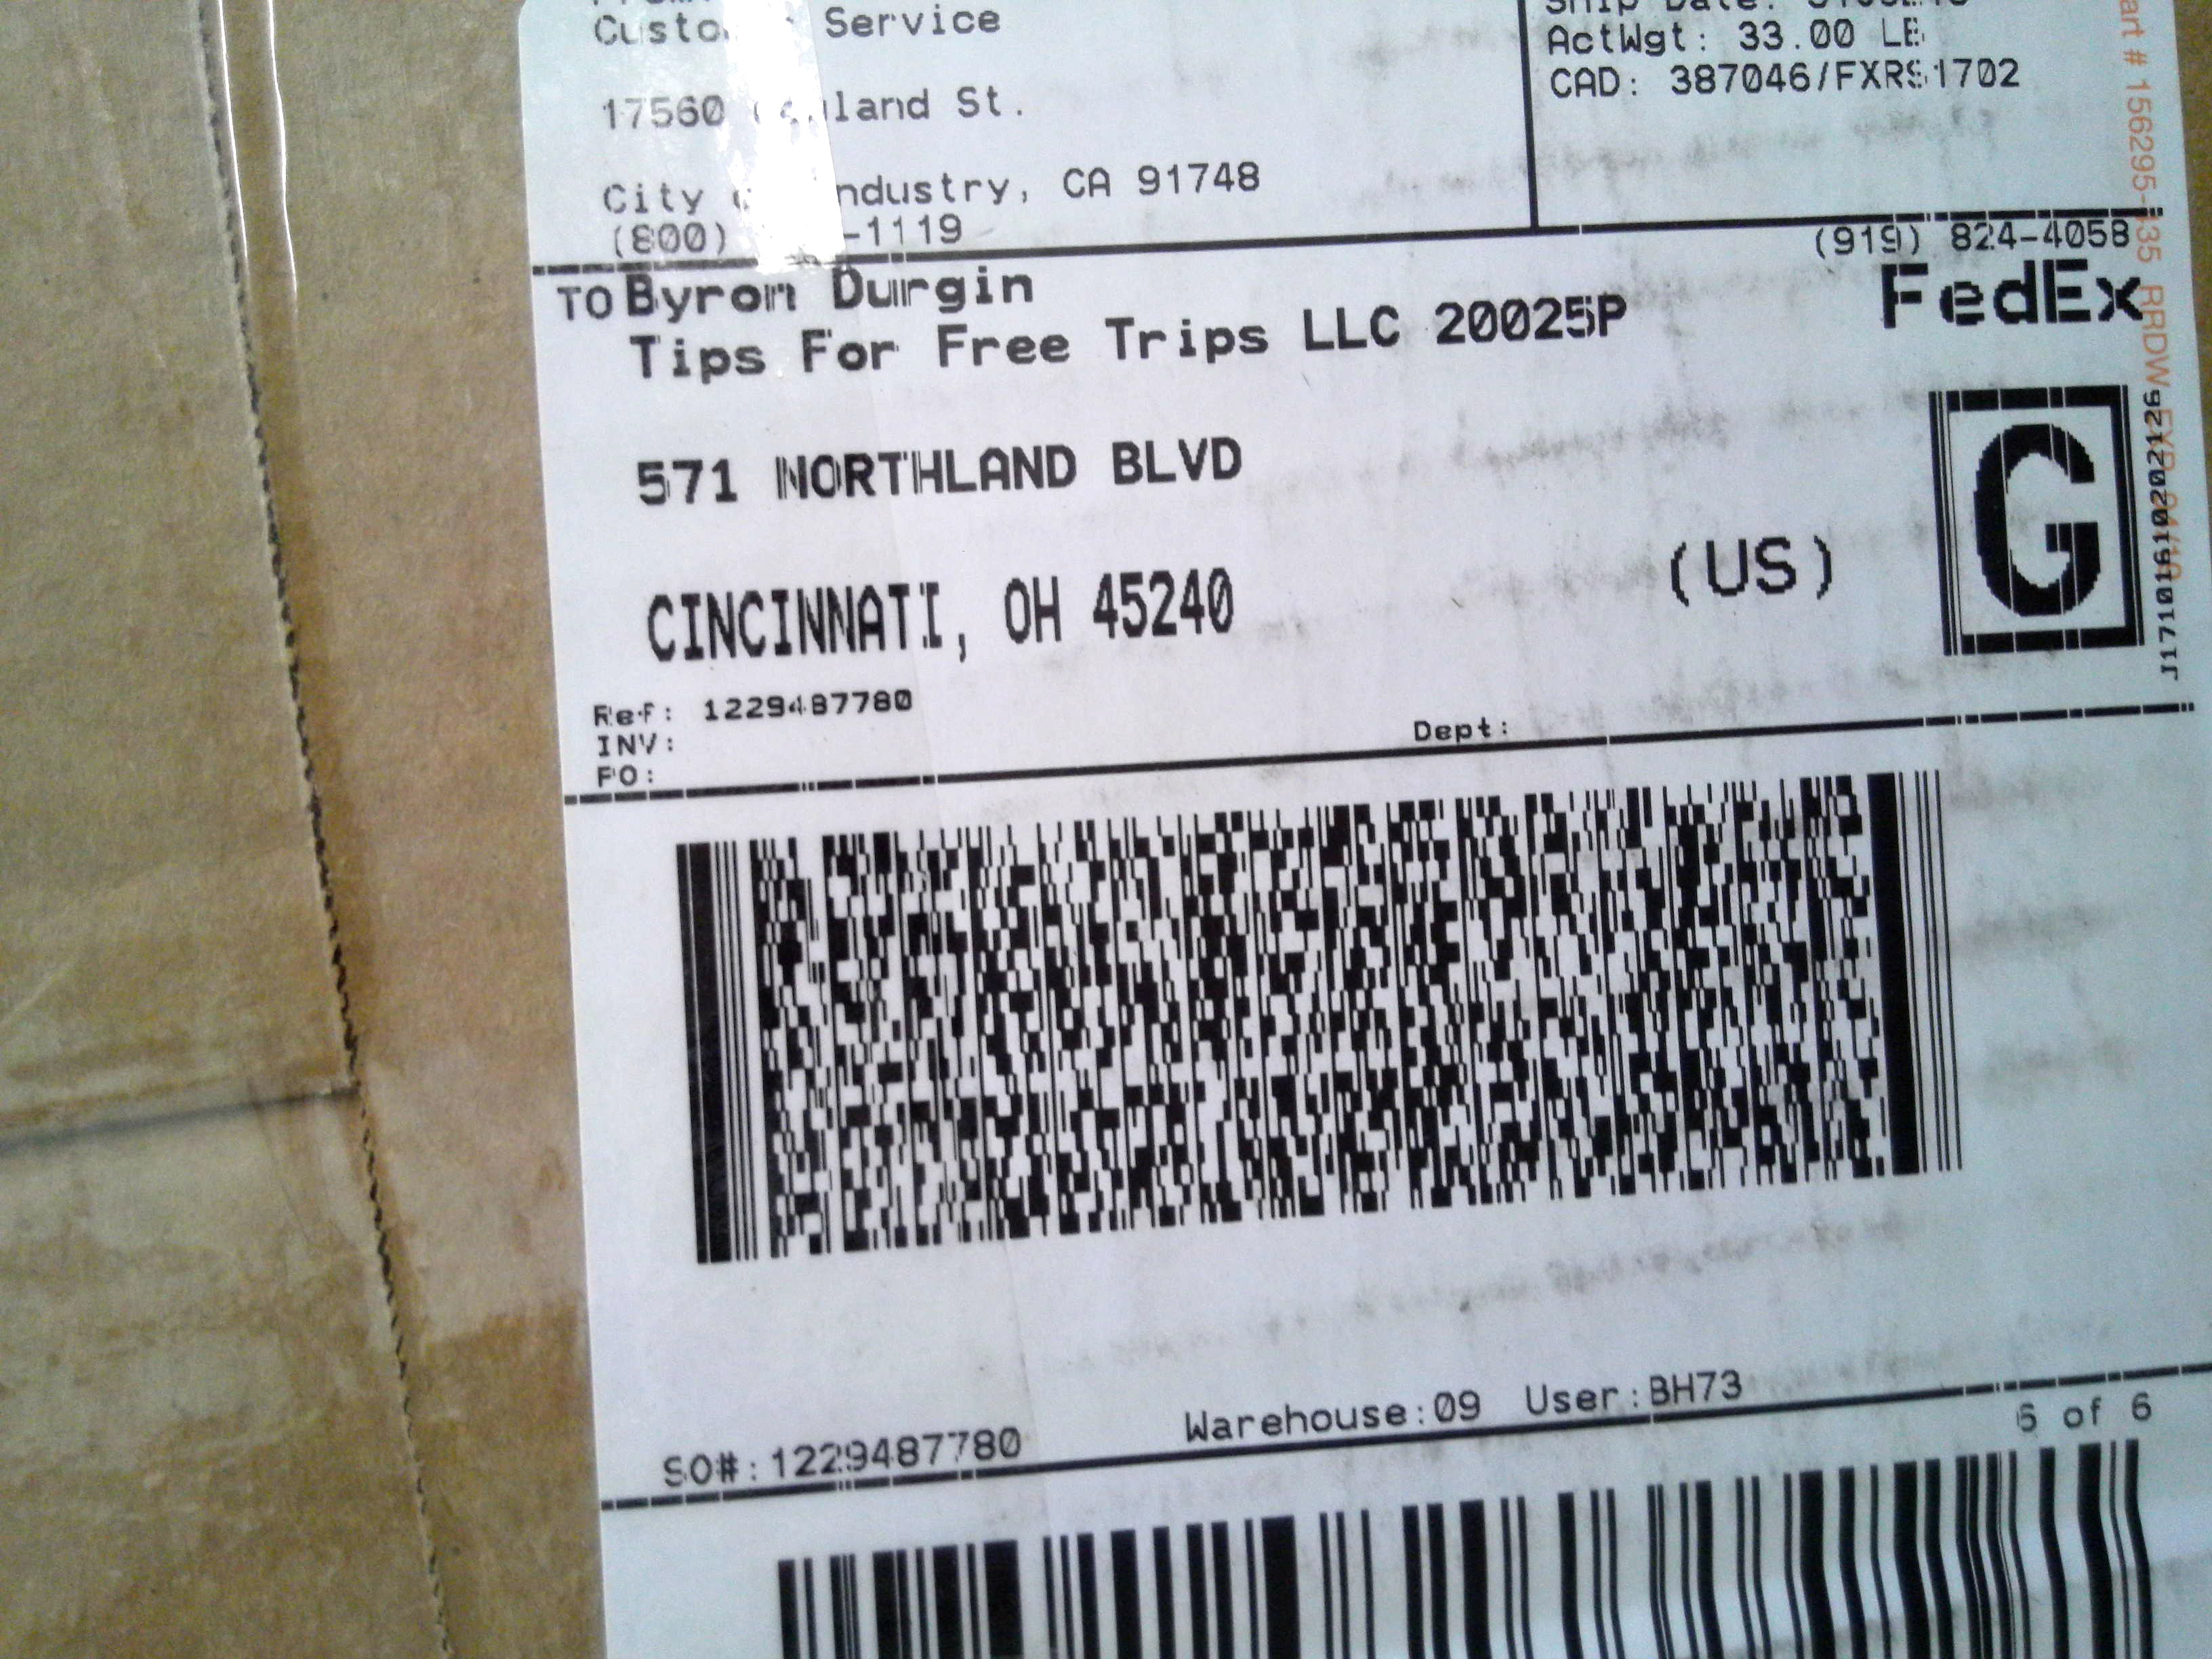 Service
ActWgt: 33.00 LB
17560 land St.
CAD: 387046/FXRS1702
City ndustry, CA 91748
(800) -1119
(919) 824-4058
TO Byron Durgin
FedEx
Tips For Free Trips LLC 20025P
G
571 NORTHLAND BLVD
(US)
CINCINNATI, OH 45240
J17101610202126
Ref: 1229487780
INV:
PO:
Dept:
SO#:1229487780
Warehouse:09 User:BH73
6 of 6